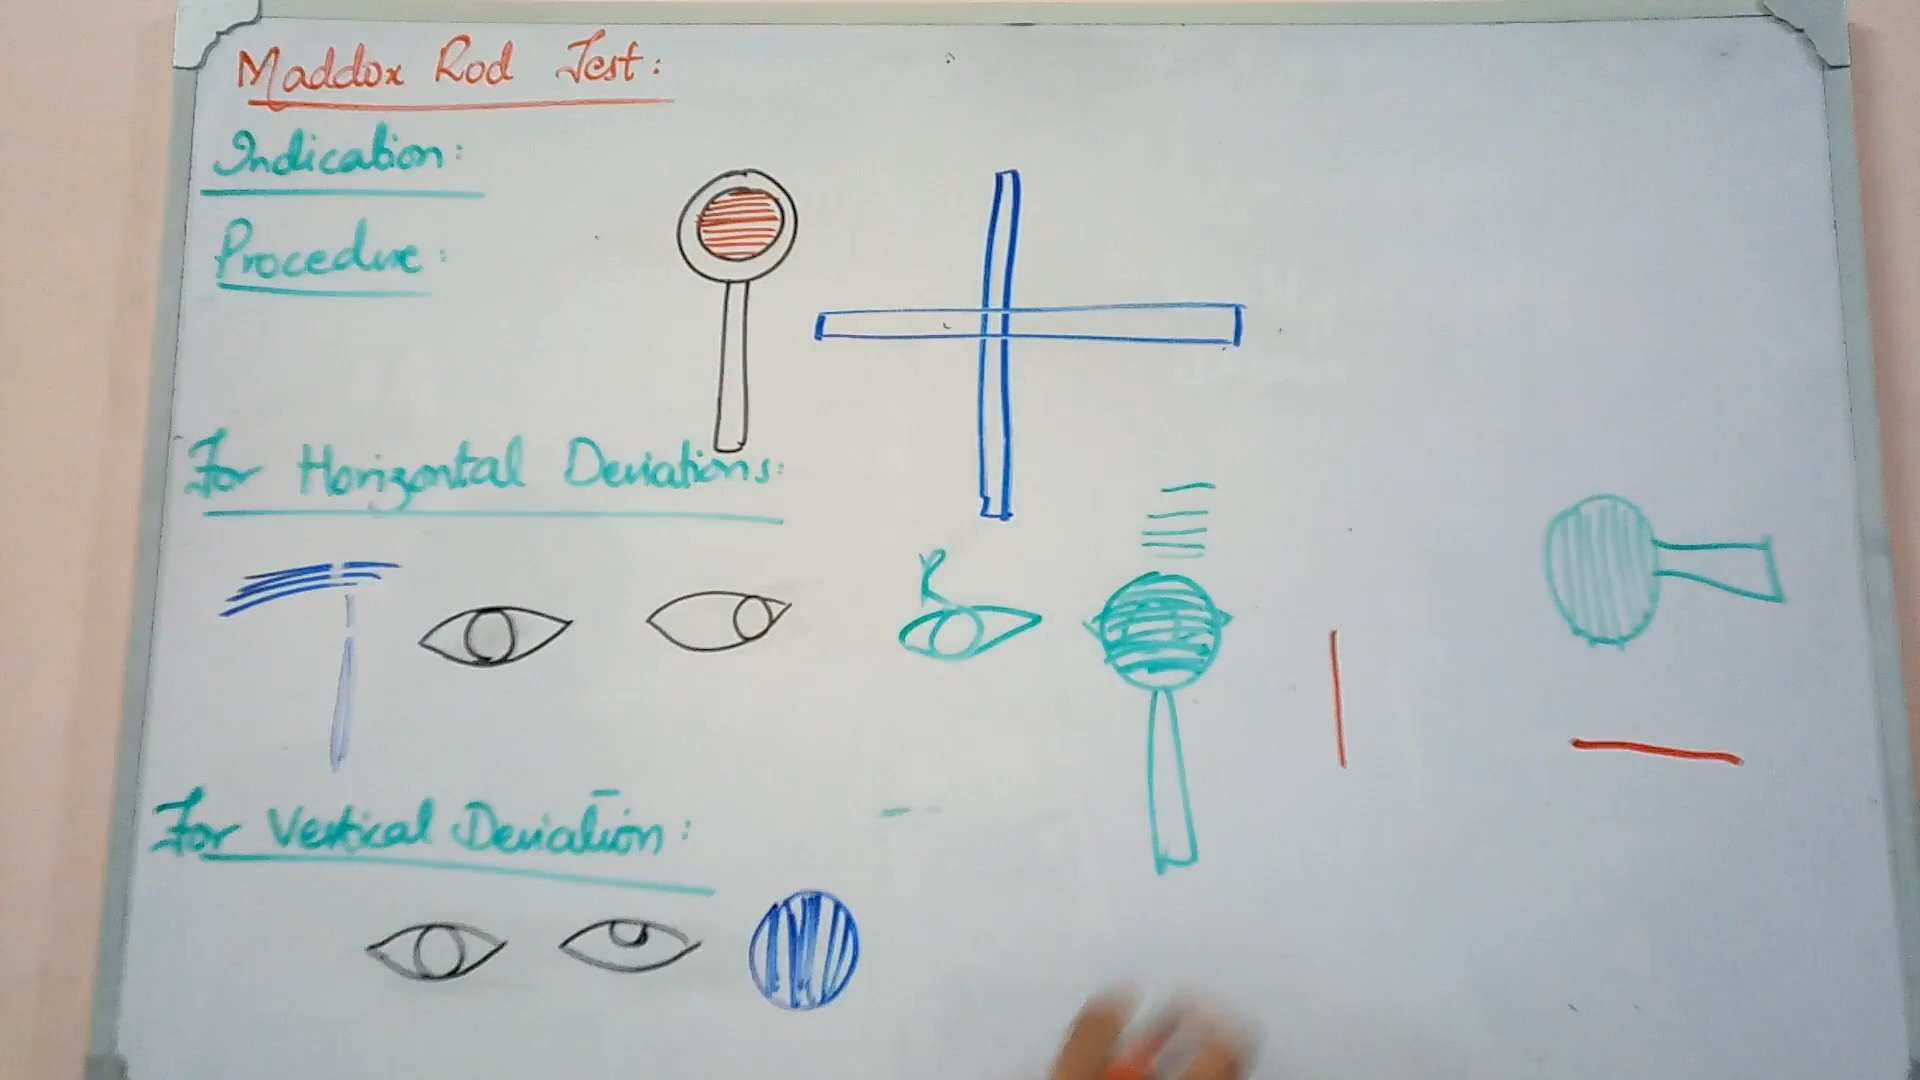 Maddox Rod Test:
Indication:
Procedure:
For Horizontal Deviations:
R
For Vertical Deviation: